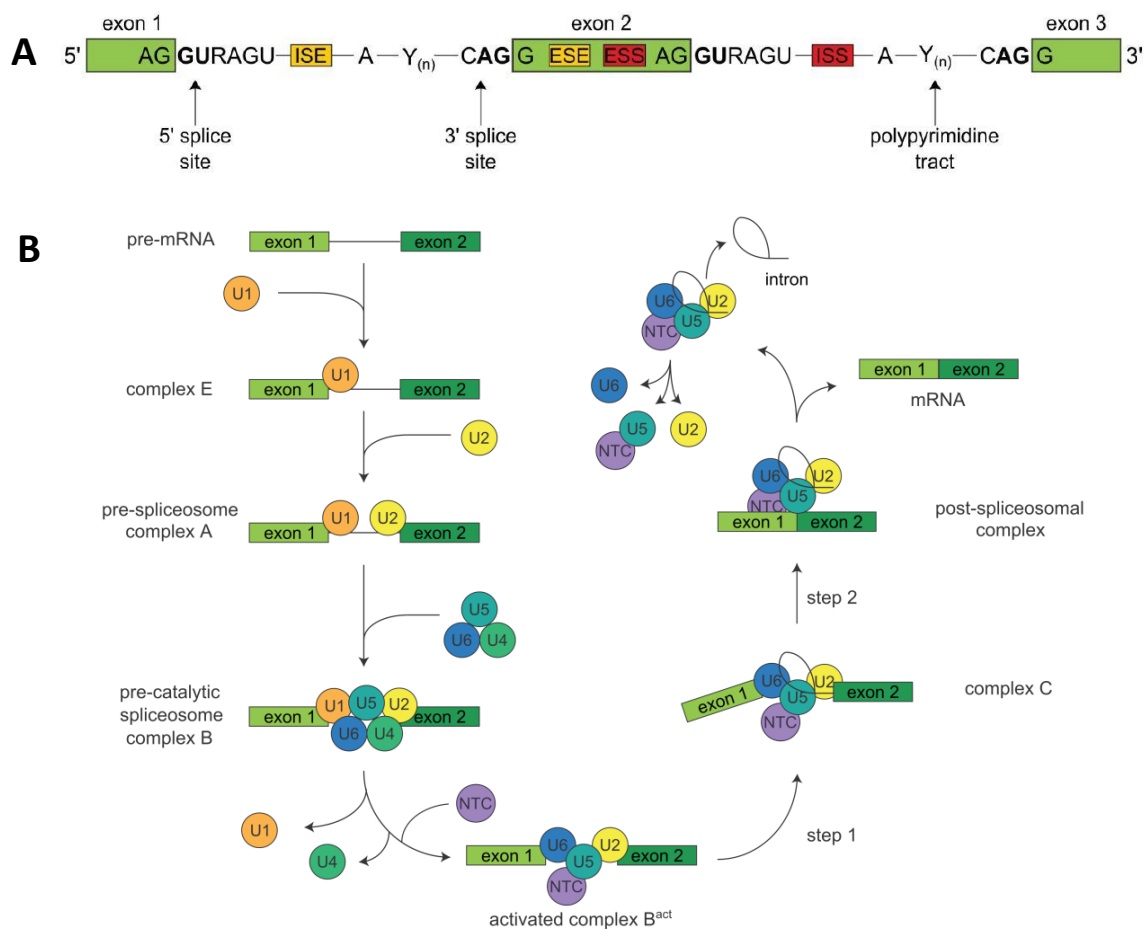 A
exon 1 exon 2 exon 3
5' AG GURAGU ISE A Y(n) CAG G ESE ESS AG GURAGU ISS A Y(n) CAG G 3'
5' splice
site
3' splice
site
polypyrimidine
tract
B
pre-mRNA
exon 1 exon 2
U1
complex E
U1
exon 1 exon 2
U2
pre-spliceosome
complex A
U1 U2
exon 1 exon 2
U5
U6 U4
pre-catalytic
spliceosome
complex B
U1 U5 U2
exon 1 exon 2
U6 U4
U1
U4
NTC
U6 U2
exon 1 U5 exon 2
NTC
activated complex Bact
step 1
complex C
U6 U2
exon 1 U5 exon 2
NTC
step 2
post-spliceosomal
complex
U6 U2
NTC U5
exon 1 exon 2
exon 1 exon 2
mRNA
U6 U2
NTC U5
intron
U6
U5
NTC
U2